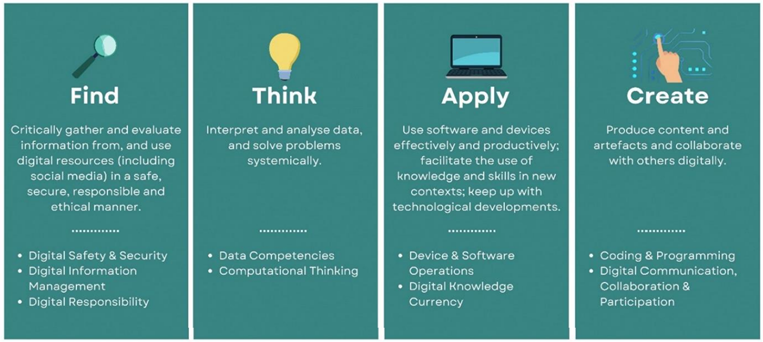 Find
Critically gather and evaluate
information from, and use
digital resources (including
social media) in a safe,
secure, responsible and
ethical manner.
• Digital Safety & Security
• Digital Information
Management
• Digital Responsibility
Think
Interpret and analyse data,
and solve problems
systemically.
• Data Competencies
• Computational Thinking
Apply
Use software and devices
effectively and productively;
facilitate the use of
knowledge and skills in new
contexts; keep up with
technological developments.
• Device & Software
Operations
• Digital Knowledge
Currency
Create
Produce content and
artefacts and collaborate
with others digitally.
• Coding & Programming
• Digital Communication,
Collaboration &
Participation